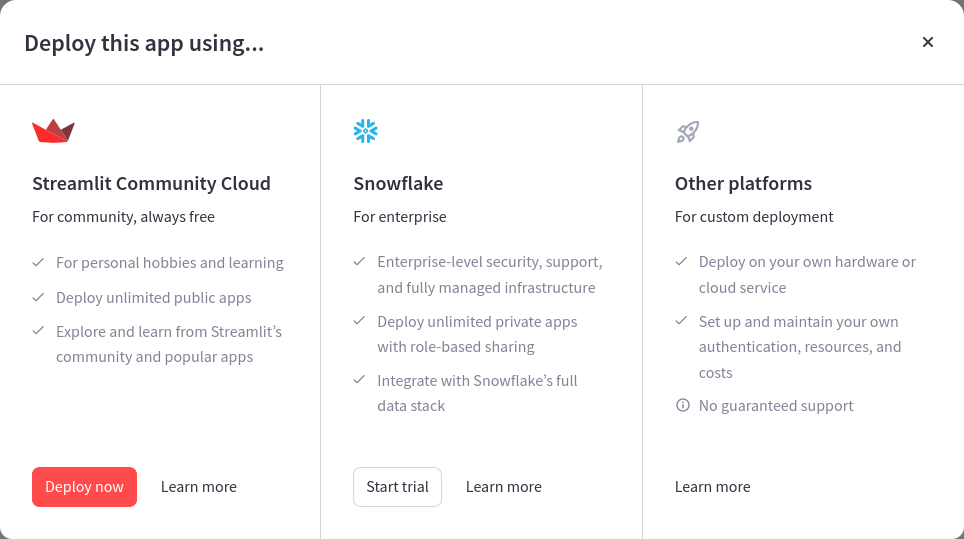 Deploy this app using...
Streamlit Community Cloud
For community, always free
For personal hobbies and learning
Deploy unlimited public apps
Explore and learn from Streamlit’s
community and popular apps
Deploy now
Learn more
Snowflake
For enterprise
Enterprise-level security, support,
and fully managed infrastructure
Deploy unlimited private apps
with role-based sharing
Integrate with Snowflake’s full
data stack
Start trial
Learn more
Other platforms
For custom deployment
Deploy on your own hardware or
cloud service
Set up and maintain your own
authentication, resources, and
costs
No guaranteed support
Learn more